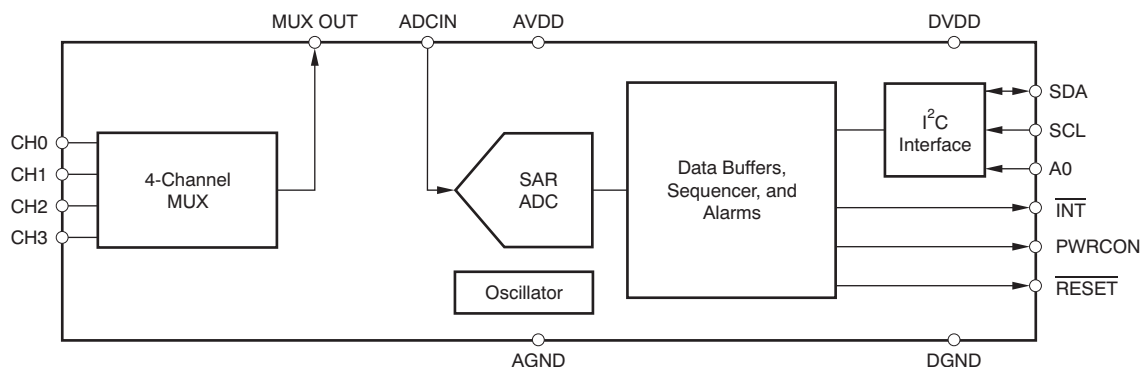 MUX OUT
ADCIN
AVDD
DVDD
CH0
CH1
CH2
CH3
4-Channel
MUX
SAR
ADC
Oscillator
Data Buffers,
Sequencer, and
Alarms
I²C
Interface
SDA
SCL
A0
INT
PWRCON
RESET
AGND
DGND